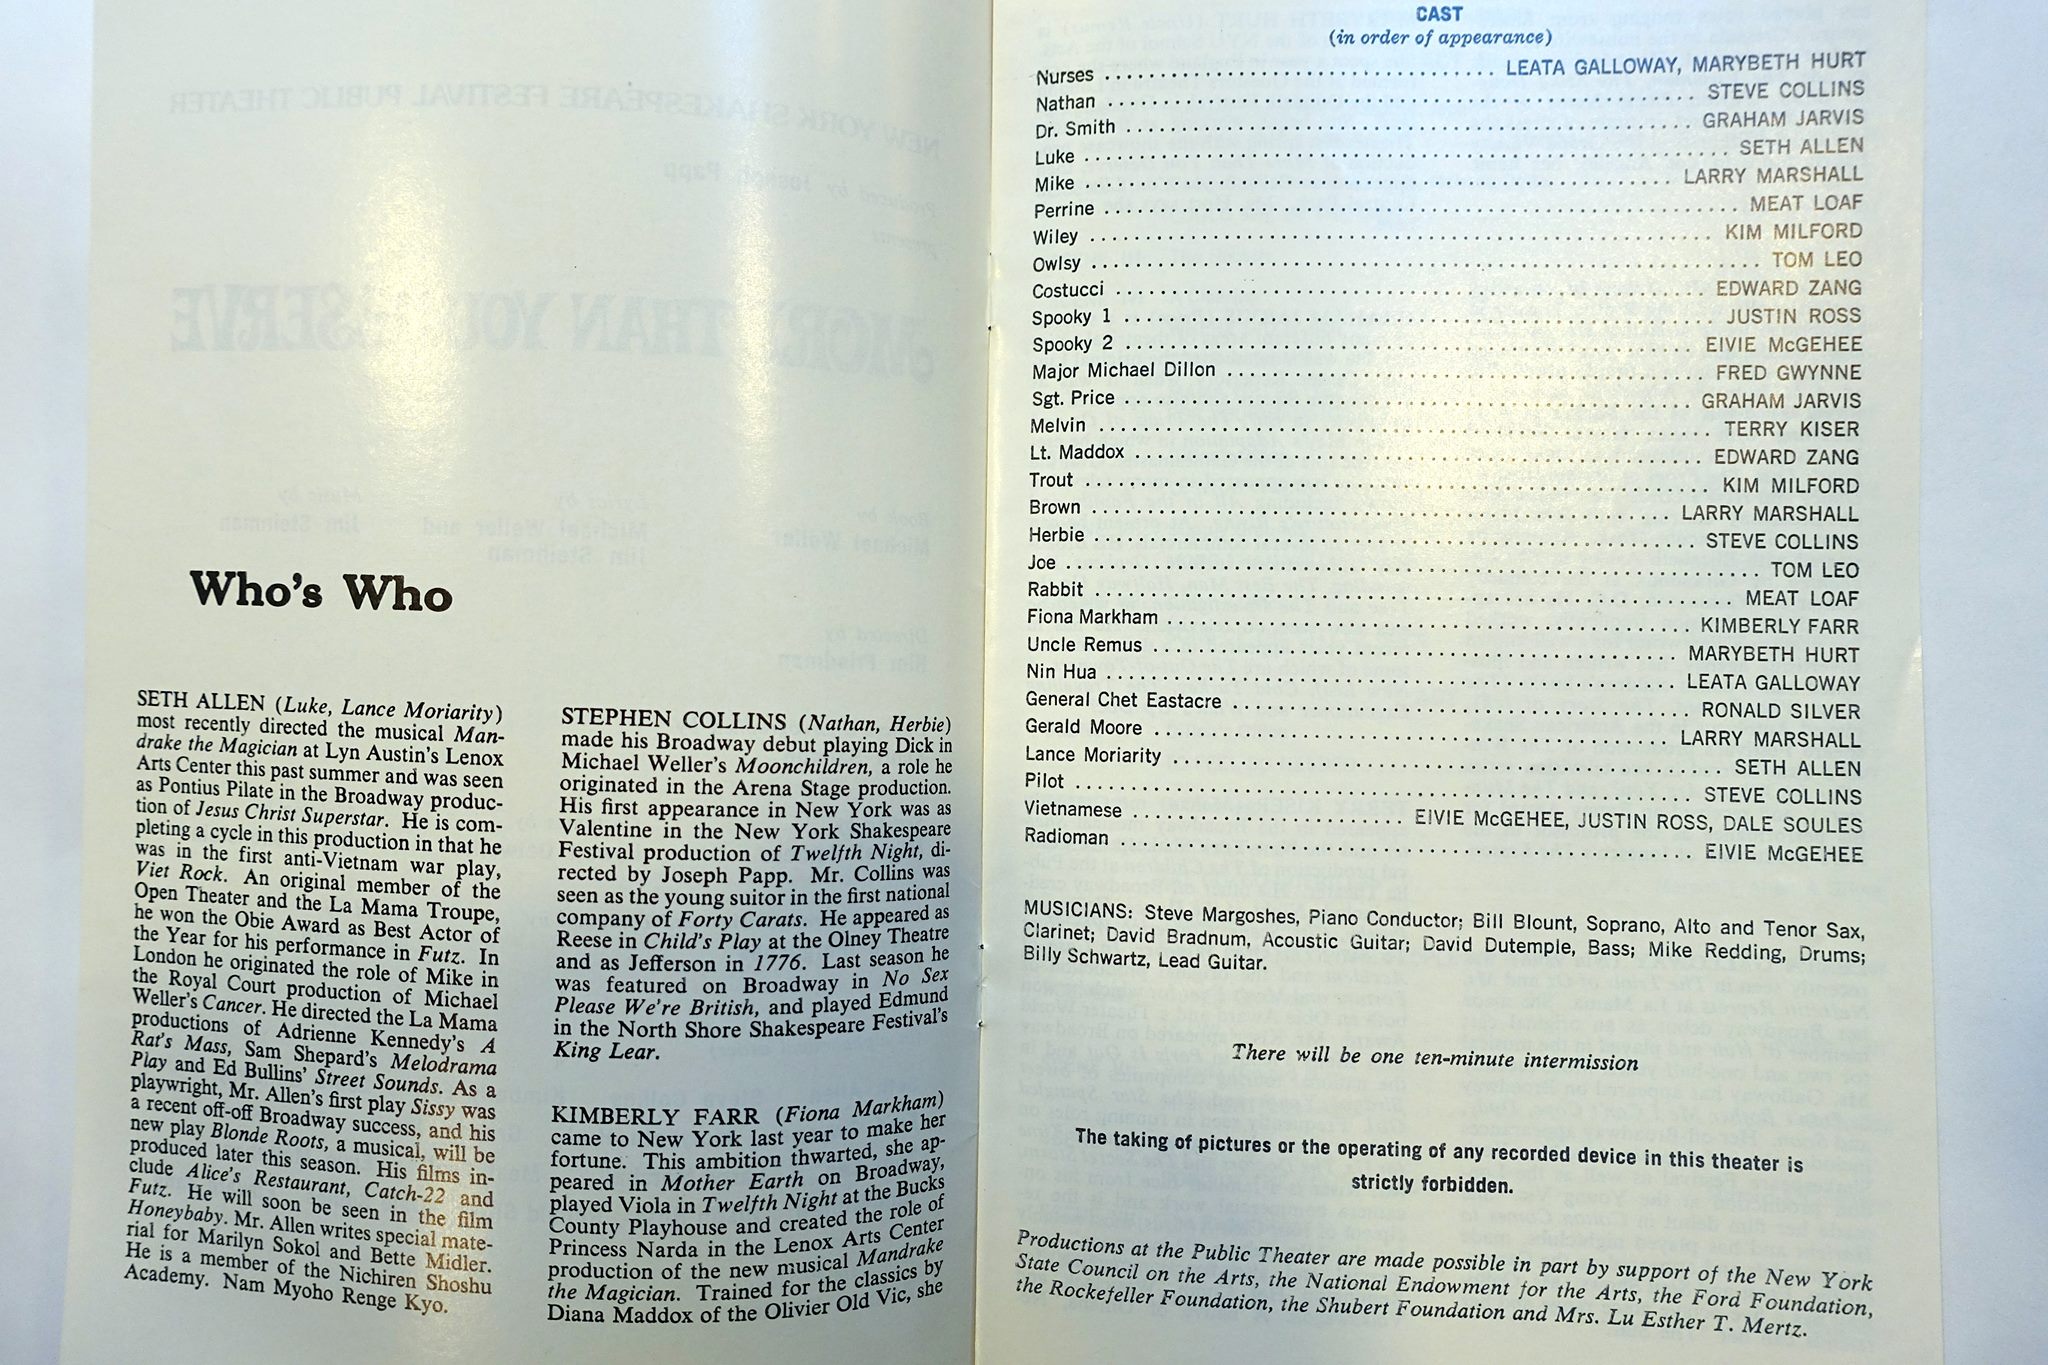 Who's Who
SETH ALLEN (Luke, Lance Moriarity)
most recently directed the musical Man-
drake the Magician at Lyn Austin's Lenox
Arts Center this past summer and was seen
as Pontius Pilate in the Broadway produc-
tion of Jesus Christ Superstar. He is com-
pleting a cycle in this production in that he
was in the first anti-Vietnam war play,
Viet Rock. An original member of the
Open Theater and the La Mama Troupe,
he won the Obie Award as Best Actor of
the Year for his performance in Futz. In
London he originated the role of Mike in
the Royal Court production of Michael
Weller's Cancer. He directed the La Mama
productions of Adrienne Kennedy's A
Rat's Mass, Sam Shepard's Melodrama
Play and Ed Bullins' Street Sounds. As a
playwright, Mr. Allen's first play Sissy was
a recent off-off Broadway success, and his
new play Blonde Roots, a musical, will be
produced later this season. His films in-
clude Alice's Restaurant, Catch-22 and
Futz. He will soon be seen in the film
Honeybaby. Mr. Allen writes special mate-
rial for Marilyn Sokol and Bette Midler.
He is a member of the Nichiren Shoshu
Academy. Nam Myoho Renge Kyo.
STEPHEN COLLINS (Nathan, Herbie)
made his Broadway debut playing Dick in
Michael Weller's Moonchildren, a role he
originated in the Arena Stage production.
His first appearance in New York was as
Valentine in the New York Shakespeare
Festival production of Twelfth Night, di-
rected by Joseph Papp. Mr. Collins was
seen as the young suitor in the first national
company of Forty Carats. He appeared as
Reese in Child's Play at the Olney Theatre
and as Jefferson in 1776. Last season he
was featured on Broadway in No Sex
Please We're British, and played Edmund
in the North Shore Shakespeare Festival's
King Lear.
KIMBERLY FARR (Fiona Markham)
came to New York last year to make her
fortune. This ambition thwarted, she ap-
peared in Mother Earth on Broadway,
played Viola in Twelfth Night at the Bucks
County Playhouse and created the role of
Princess Narda in the Lenox Arts Center
production of the new musical Mandrake
the Magician. Trained for the classics by
Diana Maddox of the Olivier Old Vic, she
CAST
(in order of appearance)
Nurses ........ LEATA GALLOWAY, MARYBETH HURT
Nathan ........ STEVE COLLINS
Dr. Smith ........ GRAHAM JARVIS
Luke ........ SETH ALLEN
Mike ........ LARRY MARSHALL
Perrine ........ MEAT LOAF
Wiley ........ KIM MILFORD
Owlsy ........ TOM LEO
Costucci ........ EDWARD ZANG
Spooky 1 ........ JUSTIN ROSS
Spooky 2 ........ EIVIE McGEHEE
Major Michael Dillon ........ FRED GWYNNE
Sgt. Price ........ GRAHAM JARVIS
Melvin ........ TERRY KISER
Lt. Maddox ........ EDWARD ZANG
Trout ........ KIM MILFORD
Brown ........ LARRY MARSHALL
Herbie ........ STEVE COLLINS
Joe ........ TOM LEO
Rabbit ........ MEAT LOAF
Fiona Markham ........ KIMBERLY FARR
Uncle Remus ........ MARYBETH HURT
Nin Hua ........ LEATA GALLOWAY
General Chet Eastacre ........ RONALD SILVER
Gerald Moore ........ LARRY MARSHALL
Lance Moriarity ........ SETH ALLEN
Pilot ........ STEVE COLLINS
Vietnamese ........ EIVIE McGEHEE, JUSTIN ROSS, DALE SOULES
Radioman ........ EIVIE McGEHEE
MUSICIANS: Steve Margoshes, Piano Conductor; Bill Blount, Soprano, Alto and Tenor Sax,
Clarinet; David Bradnum, Acoustic Guitar; David Dutemple, Bass; Mike Redding, Drums;
Billy Schwartz, Lead Guitar.
There will be one ten-minute intermission
The taking of pictures or the operating of any recorded device in this theater is
strictly forbidden.
Productions at the Public Theater are made possible in part by support of the New York
State Council on the Arts, the National Endowment for the Arts, the Ford Foundation,
the Rockefeller Foundation, the Shubert Foundation and Mrs. Lu Esther T. Mertz.